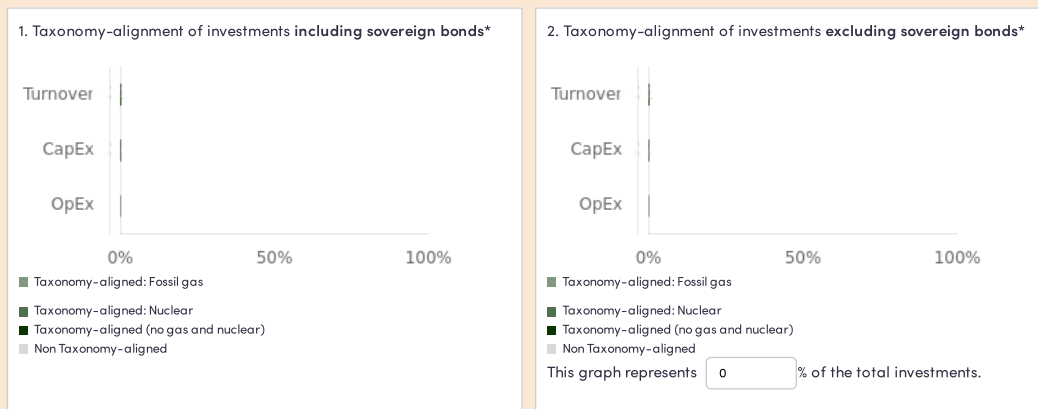 1. Taxonomy-alignment of investments including sovereign bonds*
Turnover
CapEx
OpEx
0% 50% 100%
Taxonomy-aligned: Fossil gas
Taxonomy-aligned: Nuclear
Taxonomy-aligned (no gas and nuclear)
Non Taxonomy-aligned
2. Taxonomy-alignment of investments excluding sovereign bonds*
Turnover
CapEx
OpEx
0% 50% 100%
Taxonomy-aligned: Fossil gas
Taxonomy-aligned: Nuclear
Taxonomy-aligned (no gas and nuclear)
Non Taxonomy-aligned
This graph represents 0 % of the total investments.